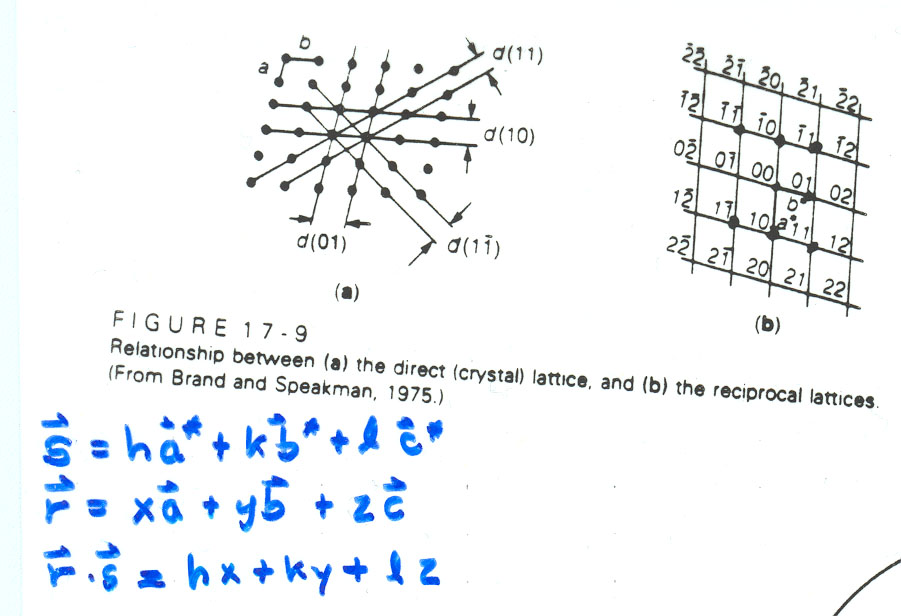 b
a
d(11)
d(10)
d(01)
d(11̄)
(a)
2̄2̄ 2̄1̄ 2̄0 2̄1 2̄2
1̄2̄ 1̄1̄ 1̄0 1̄1 1̄2
02̄ 01̄ 00 01 02
b*
a*
12̄ 11̄ 10 11 12
22̄ 21̄ 20 21 22
(b)
FIGURE 17-9
Relationship between (a) the direct (crystal) lattice, and (b) the reciprocal lattices.
(From Brand and Speakman, 1975.)
s⃗ = ha⃗* + kb⃗* + lc⃗*
r⃗ = xa⃗ + yb⃗ + zc⃗
r⃗·s⃗ = hx + ky + lz